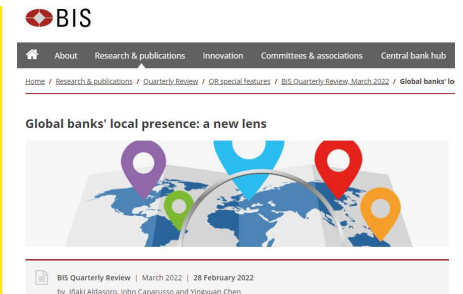 BIS
About Research & publications Innovation Committees & associations Central bank hub
Home / Research & publications / Quarterly Review / QR special features / BIS Quarterly Review, March 2022 / Global banks' lo
Global banks' local presence: a new lens
BIS Quarterly Review | March 2022 | 28 February 2022
by Iñaki Aldasoro, John Caparusso and Yingyuan Chen